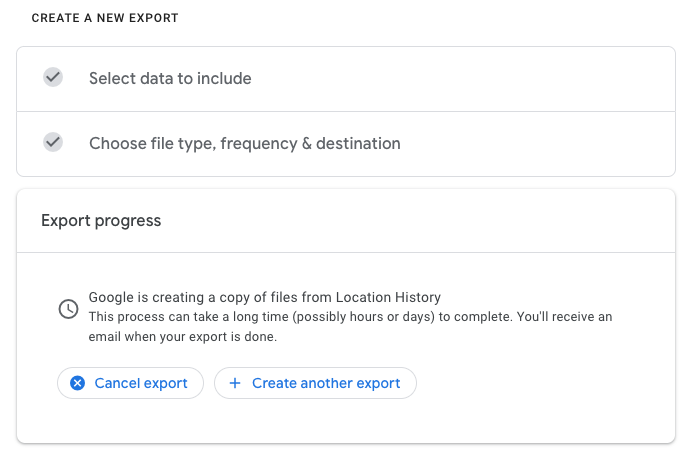 CREATE A NEW EXPORT
Select data to include
Choose file type, frequency & destination
Export progress
Google is creating a copy of files from Location History
This process can take a long time (possibly hours or days) to complete. You'll receive an
email when your export is done.
Cancel export
Create another export